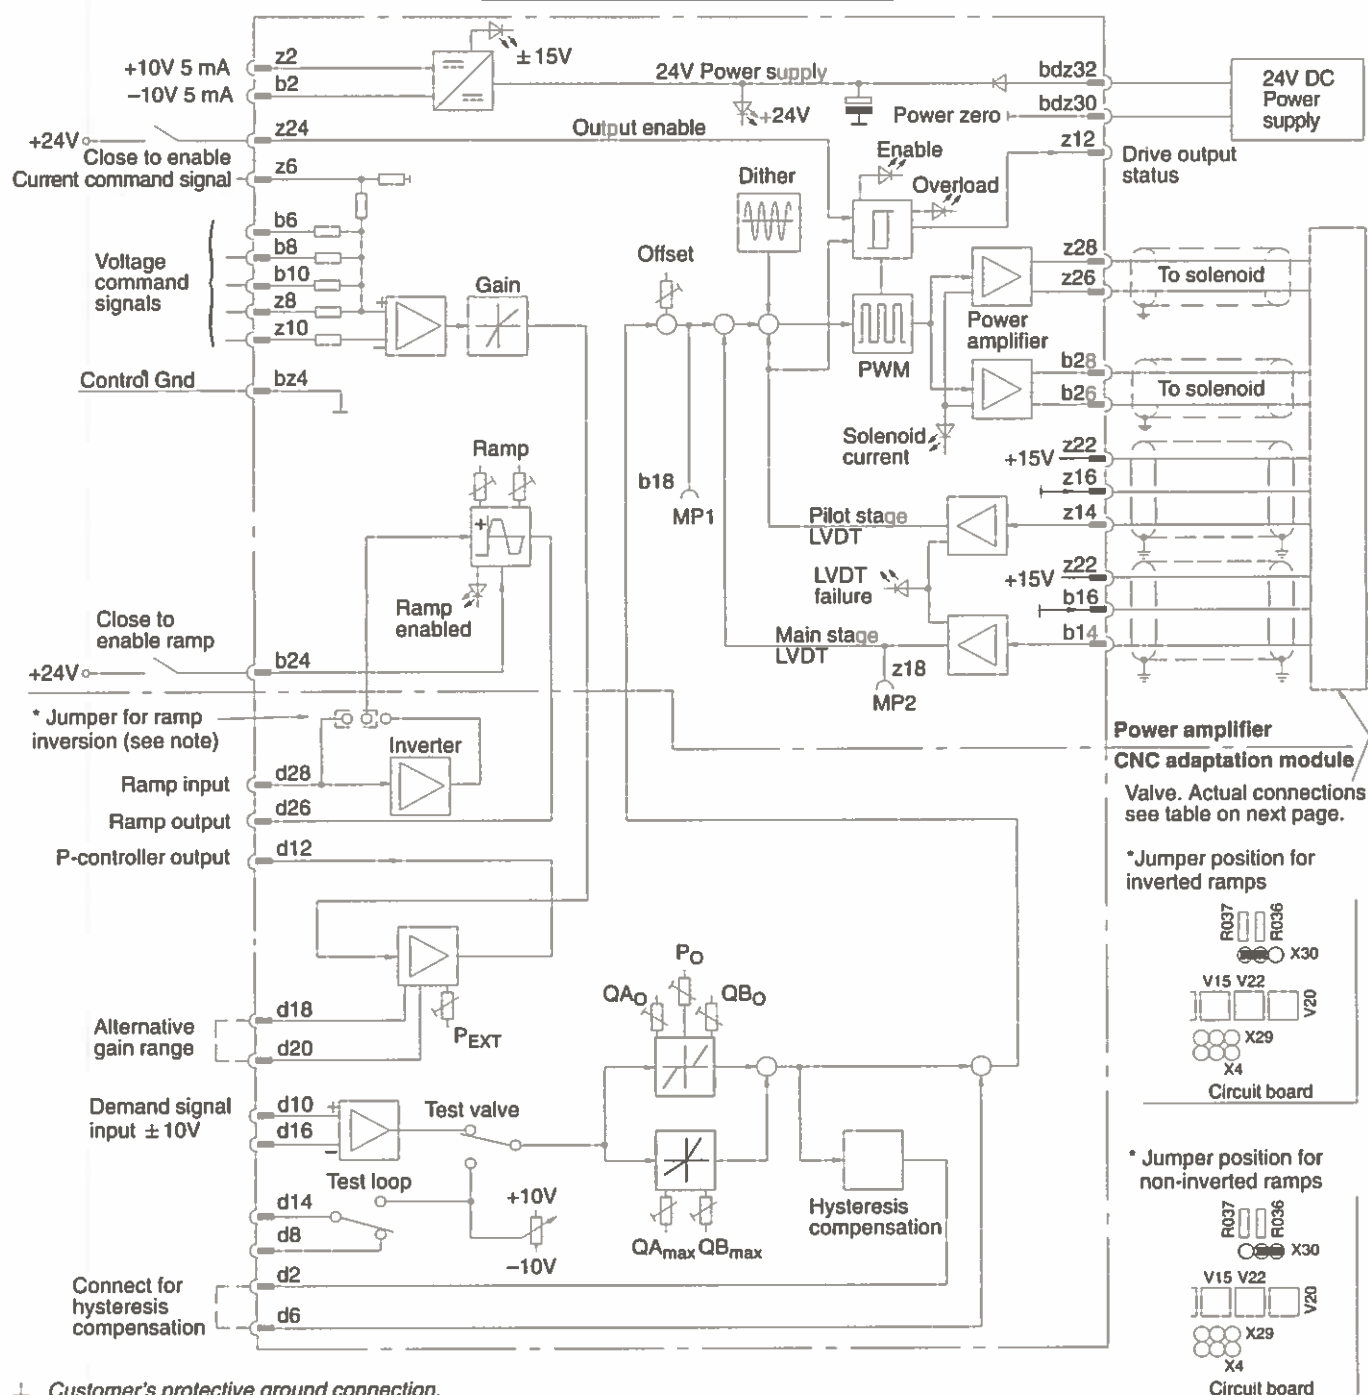 z2
± 15V
+10V 5 mA
b2
–10V 5 mA
24V Power supply
bdz32
24V DC
Power
supply
+24V
Power zero
bdz30
+24V
z24
Output enable
z12
Close to enable
Drive output
status
Current command signal
z6
Enable
Dither
Overload
b6
b8
b10
z8
z10
Voltage
command
signals
Offset
Gain
+
–
z28
z26
To solenoid
Power
amplifier
PWM
b28
b26
To solenoid
Control Gnd
bz4
Solenoid
current
Ramp
+
+15V
z22
z16
z14
b18
MP1
Pilot stage
LVDT
LVDT
failure
+15V
z22
b16
b14
Ramp
enabled
Close to
enable ramp
Main stage
LVDT
z18
MP2
+24V
b24
* Jumper for ramp
inversion (see note)
Inverter
Power amplifier
CNC adaptation module
Ramp input
d28
Valve. Actual connections
see table on next page.
Ramp output
d26
P-controller output
d12
*Jumper position for
inverted ramps
R037
R036
X30
V15 V22
V20
X29
X4
Circuit board
PO
QAO
QBO
PEXT
d18
Alternative
gain range
d20
Demand signal
input ± 10V
d10
+
d16
–
Test valve
Test loop
d14
d8
+10V
–10V
QAmax QBmax
Hysteresis
compensation
* Jumper position for
non-inverted ramps
R037
R036
X30
V15 V22
V20
X29
X4
Circuit board
d2
Connect for
hysteresis
compensation
d6
Customer's protective ground connection.